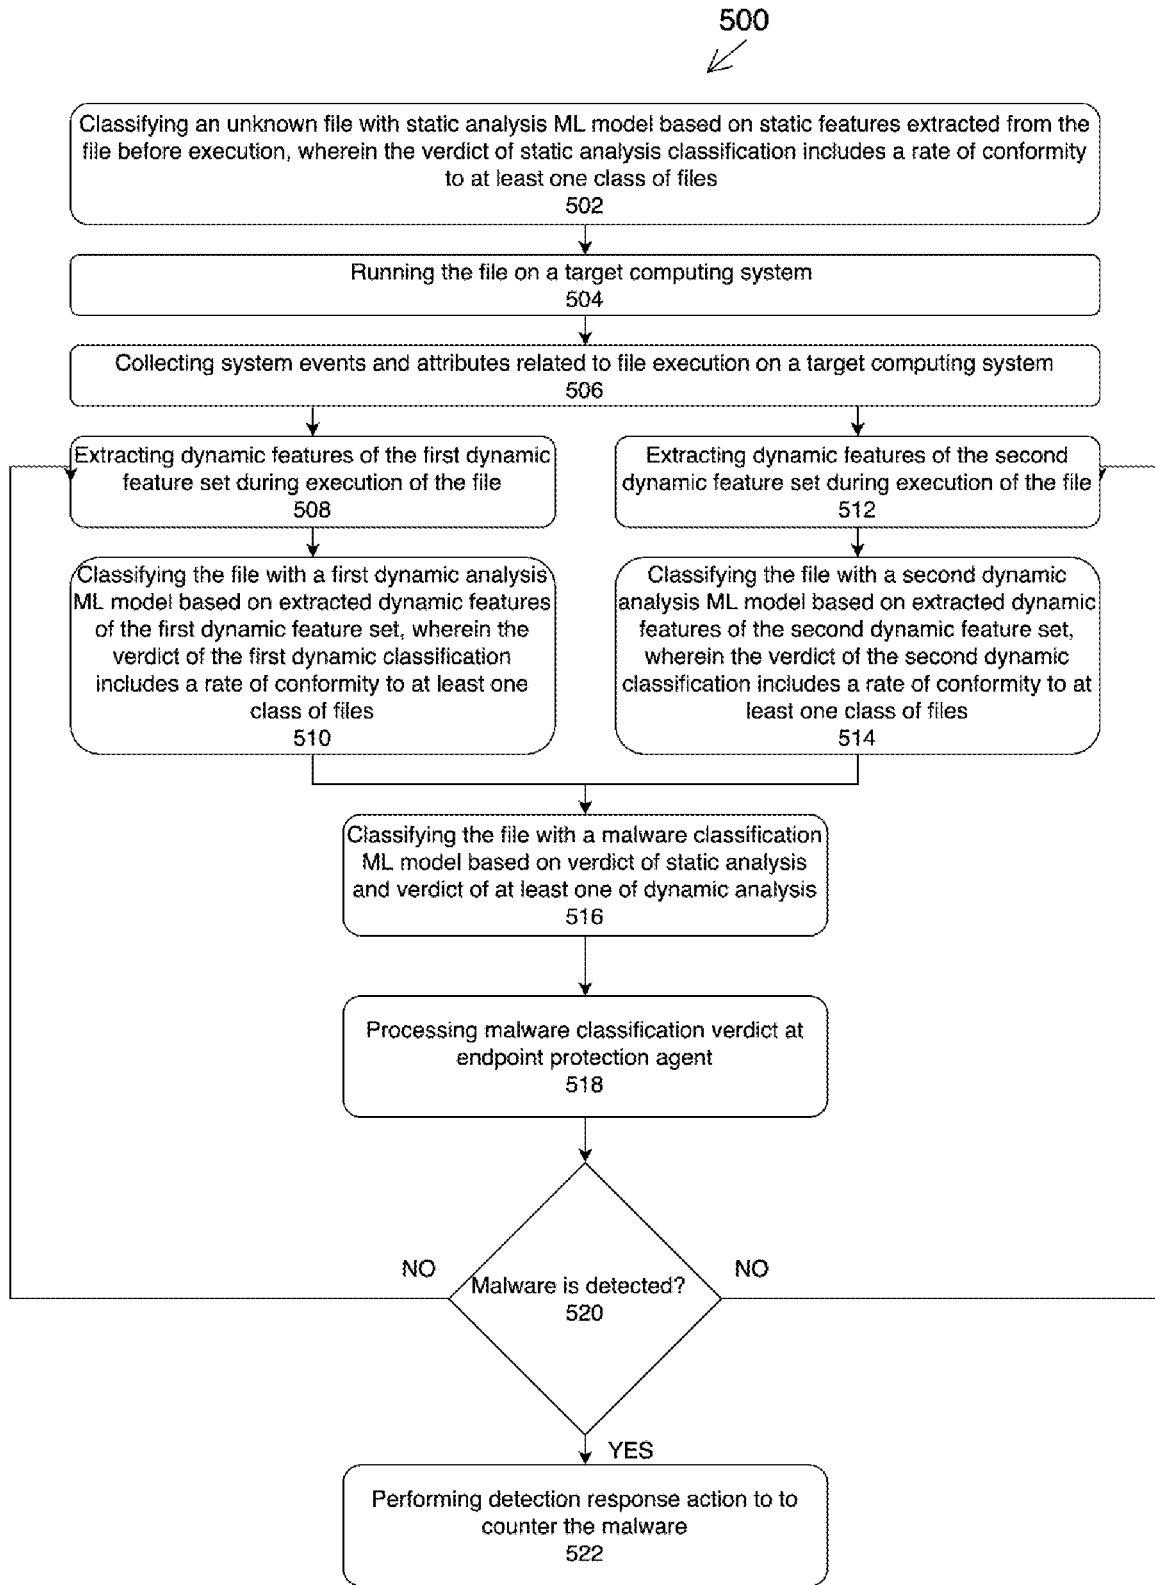 500
Classifying an unknown file with static analysis ML model based on static features extracted from the
file before execution, wherein the verdict of static analysis classification includes a rate of conformity
to at least one class of files
502
Running the file on a target computing system
504
Collecting system events and attributes related to file execution on a target computing system
506
Extracting dynamic features of the first dynamic
feature set during execution of the file
508
Extracting dynamic features of the second
dynamic feature set during execution of the file
512
Classifying the file with a first dynamic analysis
ML model based on extracted dynamic features
of the first dynamic feature set, wherein the
verdict of the first dynamic classification
includes a rate of conformity to at least one
class of files
510
Classifying the file with a second dynamic
analysis ML model based on extracted dynamic
features of the second dynamic feature set,
wherein the verdict of the second dynamic
classification includes a rate of conformity to at
least one class of files
514
Classifying the file with a malware classification
ML model based on verdict of static analysis
and verdict of at least one of dynamic analysis
516
Processing malware classification verdict at
endpoint protection agent
518
NO
NO
Malware is detected?
520
YES
Performing detection response action to to
counter the malware
522